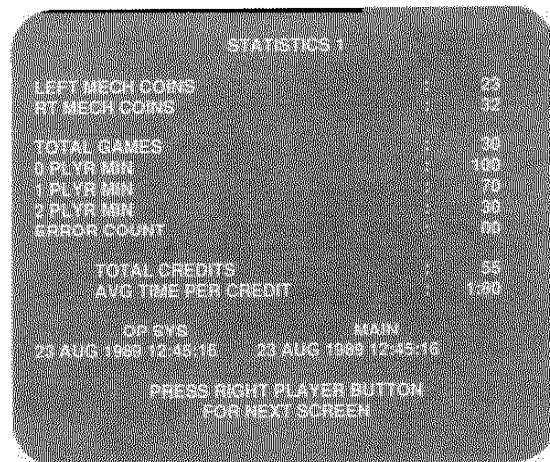 STATISTICS 1
LEFT MECH COINS : 23
RT MECH COINS : 32
TOTAL GAMES : 30
0 PLYR MIN : 100
1 PLYR MIN : 70
2 PLYR MIN : 30
ERROR COUNT : 00
TOTAL CREDITS : 55
AVG TIME PER CREDIT : 1:80
OP SYS MAIN
23 AUG 1989 12:45:16 23 AUG 1989 12:45:16
PRESS RIGHT PLAYER BUTTON
FOR NEXT SCREEN